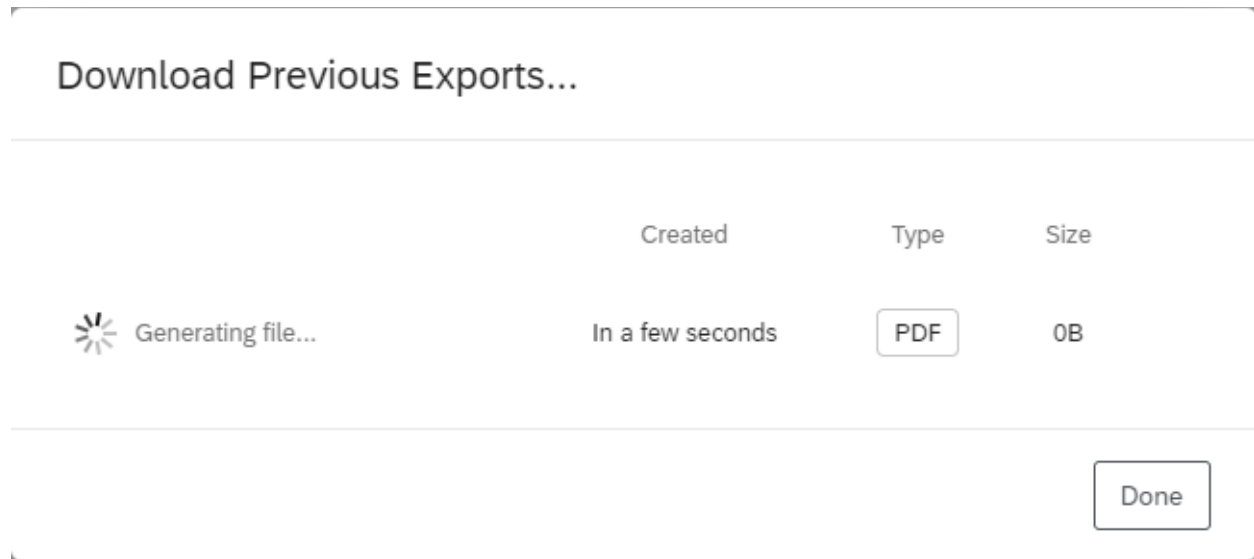 Download Previous Exports...
Created Type Size
Generating file... In a few seconds PDF 0B
Done